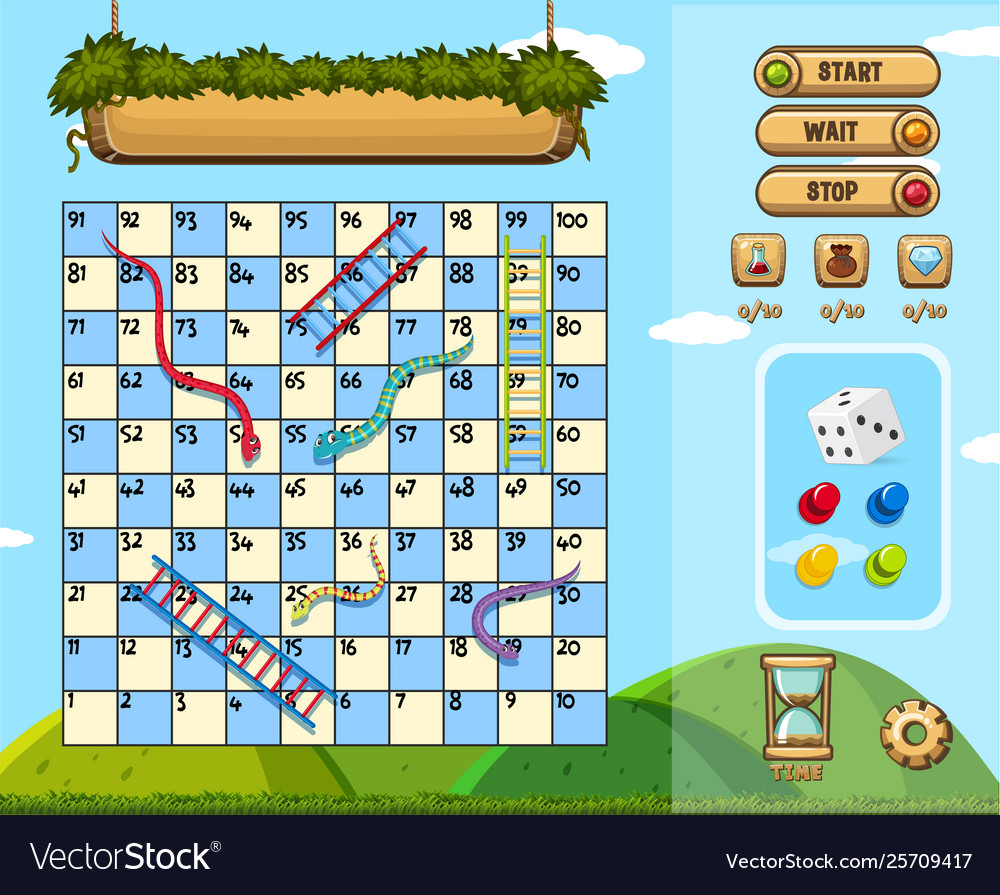 START
WAIT
STOP
0/10 0/10 0/10
91 92 93 94 95 96 97 98 99 100
81 82 83 84 85 86 87 88 89 90
71 72 73 74 75 76 77 78 79 80
61 62 63 64 65 66 67 68 69 70
51 52 53 54 55 56 57 58 59 60
41 42 43 44 45 46 47 48 49 50
31 32 33 34 35 36 37 38 39 40
21 22 23 24 25 26 27 28 29 30
11 12 13 14 15 16 17 18 19 20
1 2 3 4 5 6 7 8 9 10
TIME
VectorStock®
VectorStock.com/25709417